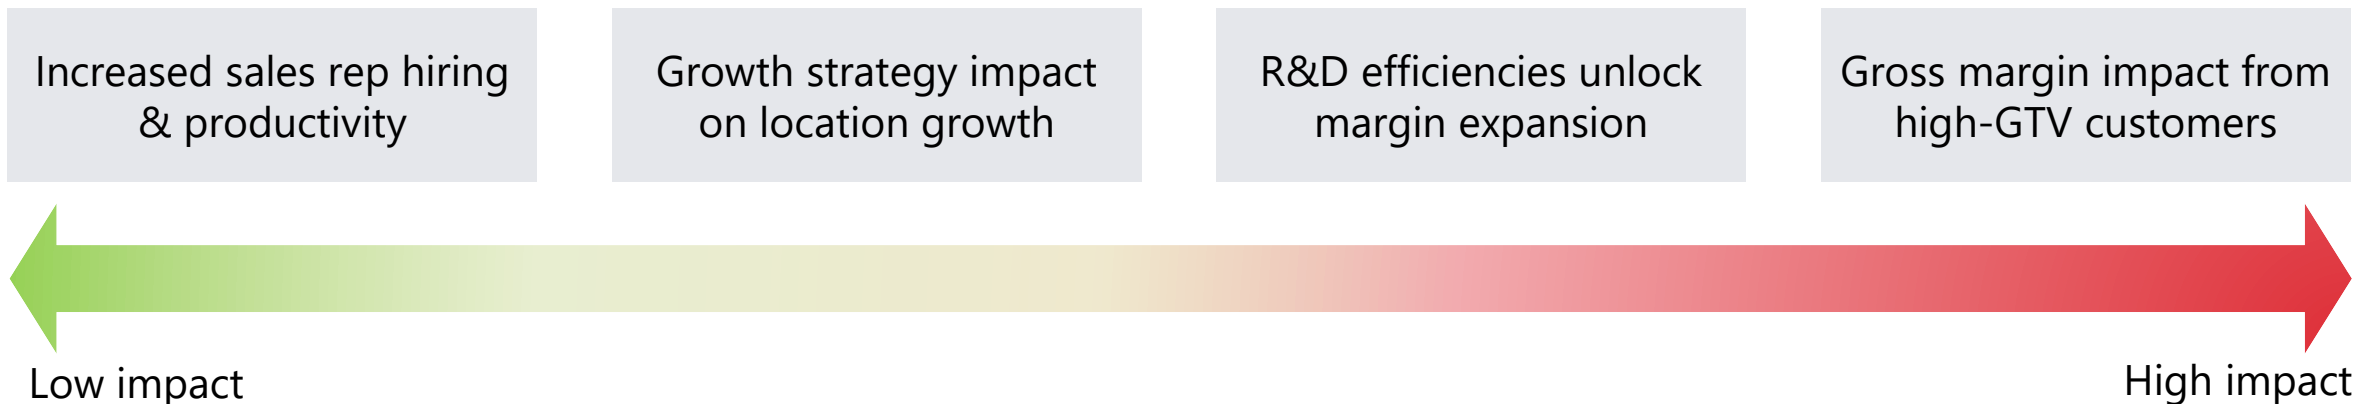 Increased sales rep hiring
& productivity
Growth strategy impact
on location growth
R&D efficiencies unlock
margin expansion
Gross margin impact from
high-GTV customers
Low impact
High impact